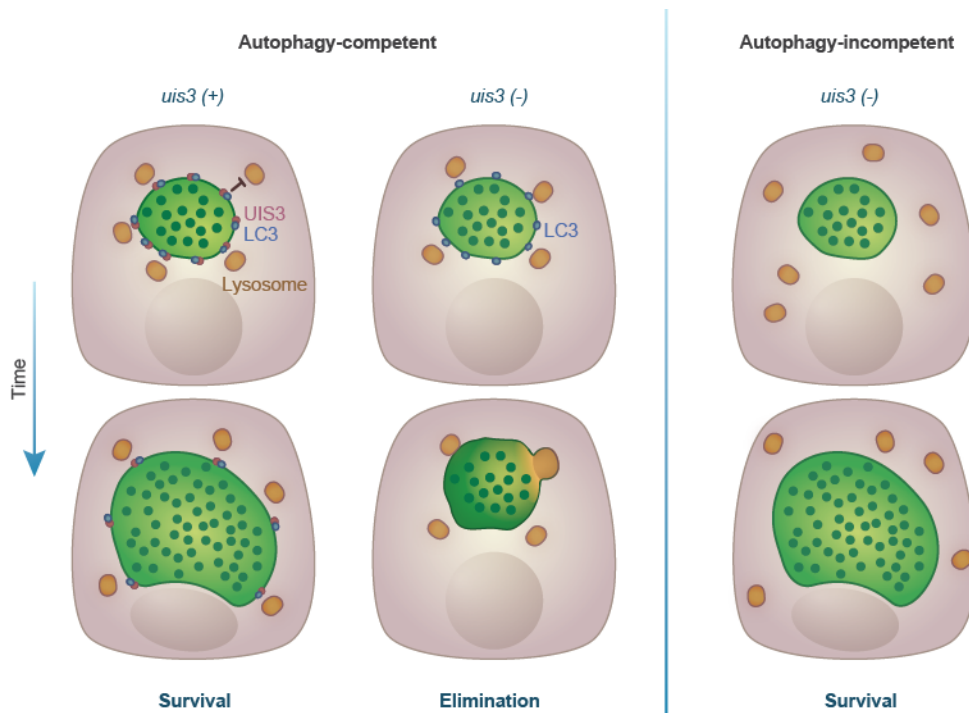 Autophagy-competent
Autophagy-incompetent
uis3 (+)
uis3 (-)
uis3 (-)
UIS3
LC3
LC3
Lysosome
Time
Survival
Elimination
Survival